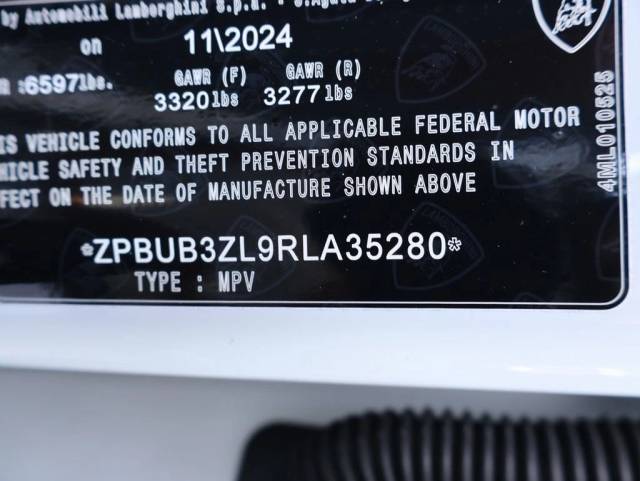 by Automobili Lamborghini S.p.a.
on 11\2024
:6597lbs. GAWR (F) GAWR (R)
3320lbs 3277lbs
VEHICLE CONFORMS TO ALL APPLICABLE FEDERAL MOTOR
HICLE SAFETY AND THEFT PREVENTION STANDARDS IN
FECT ON THE DATE OF MANUFACTURE SHOWN ABOVE
*ZPBUB3ZL9RLA35280*
TYPE : MPV
4ML010525